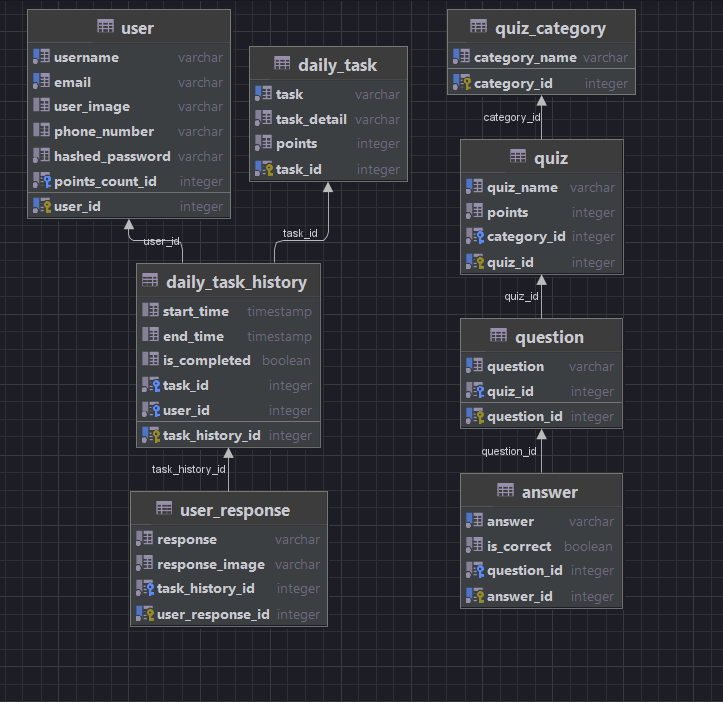 user
username varchar
email varchar
user_image varchar
phone_number varchar
hashed_password varchar
points_count_id integer
user_id integer
daily_task
task varchar
task_detail varchar
points integer
task_id integer
quiz_category
category_name varchar
category_id integer
category_id
quiz
quiz_name varchar
points integer
category_id integer
quiz_id integer
user_id
task_id
daily_task_history
start_time timestamp
end_time timestamp
is_completed boolean
task_id integer
user_id integer
task_history_id integer
quiz_id
question
question varchar
quiz_id integer
question_id integer
task_history_id
user_response
response varchar
response_image varchar
task_history_id integer
user_response_id integer
question_id
answer
answer varchar
is_correct boolean
question_id integer
answer_id integer